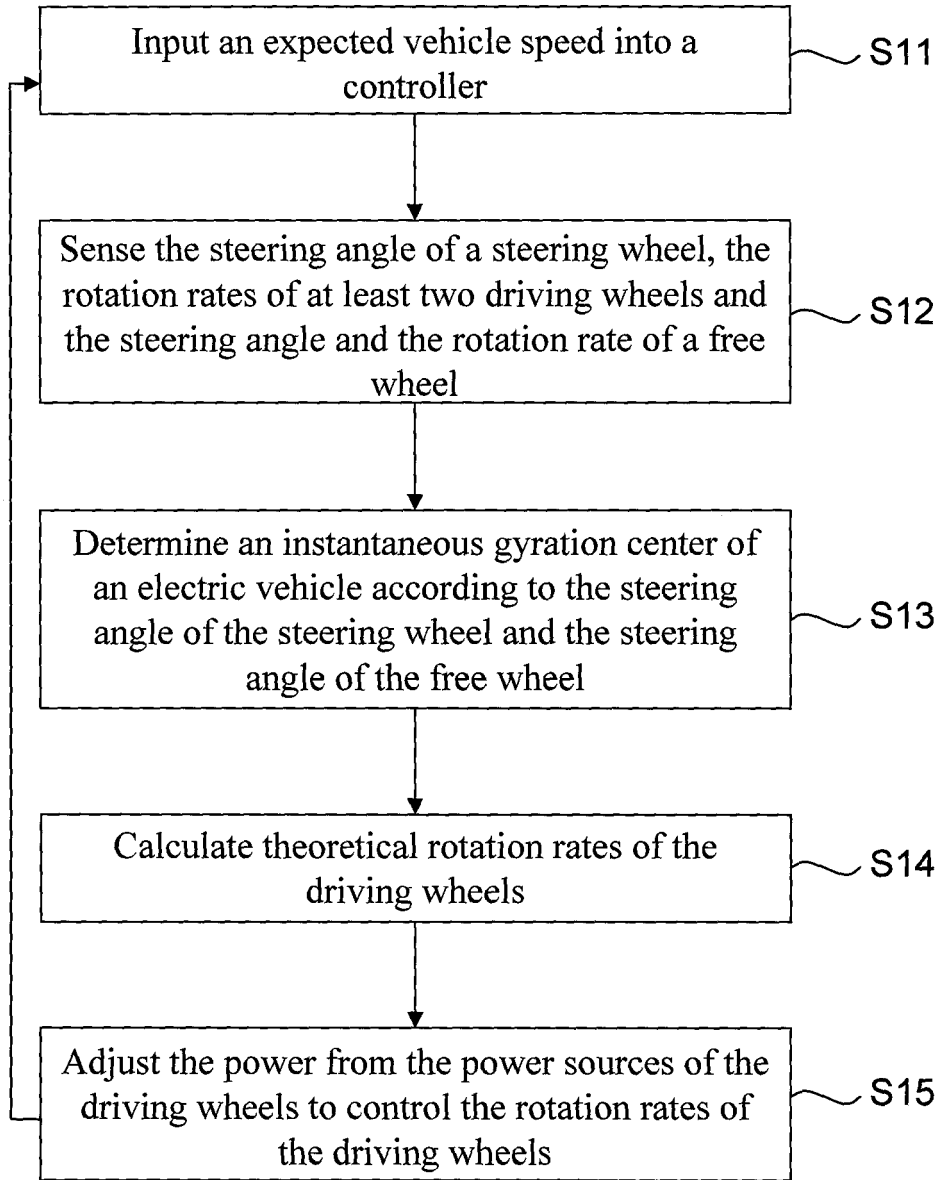 Input an expected vehicle speed into a
controller
S11
Sense the steering angle of a steering wheel, the
rotation rates of at least two driving wheels and
the steering angle and the rotation rate of a free
wheel
S12
Determine an instantaneous gyration center of
an electric vehicle according to the steering
angle of the steering wheel and the steering
angle of the free wheel
S13
Calculate theoretical rotation rates of the
driving wheels
S14
Adjust the power from the power sources of the
driving wheels to control the rotation rates of
the driving wheels
S15